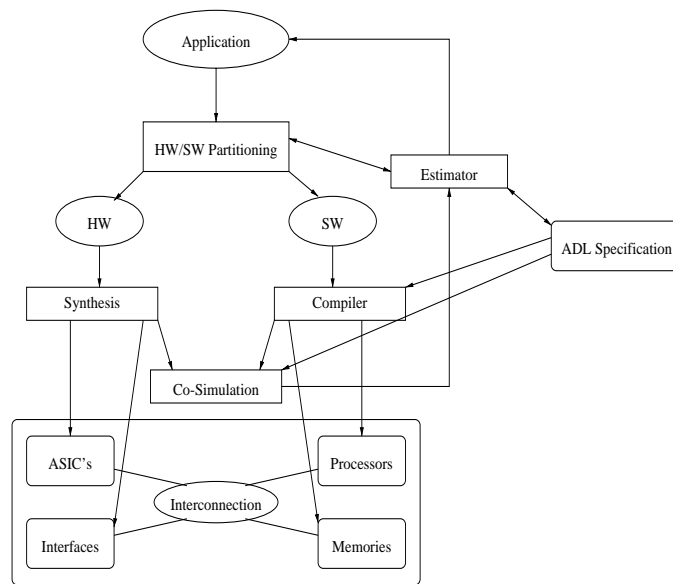 Application
HW/SW Partitioning
Estimator
HW
SW
ADL Specification
Synthesis
Compiler
Co-Simulation
ASIC's
Processors
Interconnection
Interfaces
Memories